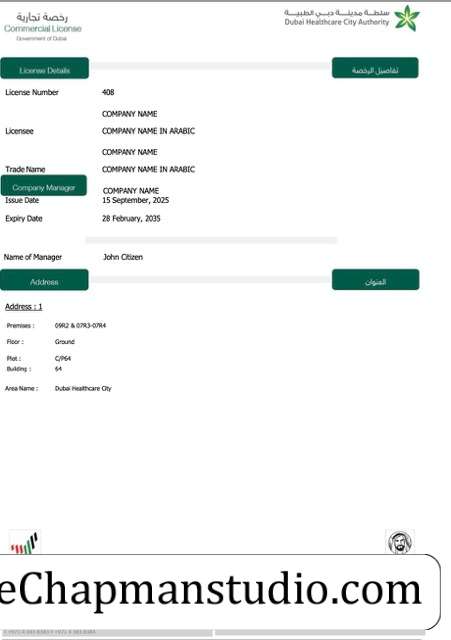 رخصة تجارية
Commercial License
Government of Dubai
سلطة مدينة دبي الطبية
Dubai Healthcare City Authority
License Details
تفاصيل الرخصة
License Number 408
COMPANY NAME
Licensee COMPANY NAME IN ARABIC
COMPANY NAME
Trade Name COMPANY NAME IN ARABIC
Company Manager COMPANY NAME
Issue Date 15 September, 2025
Expiry Date 28 February, 2035
Name of Manager John Citizen
Address
العنوان
Address : 1
Premises : 09R2 & 07R3-07R4
Floor : Ground
Plot : C/P64
Building : 64
Area Name : Dubai Healthcare City
eChapmanstudio.com